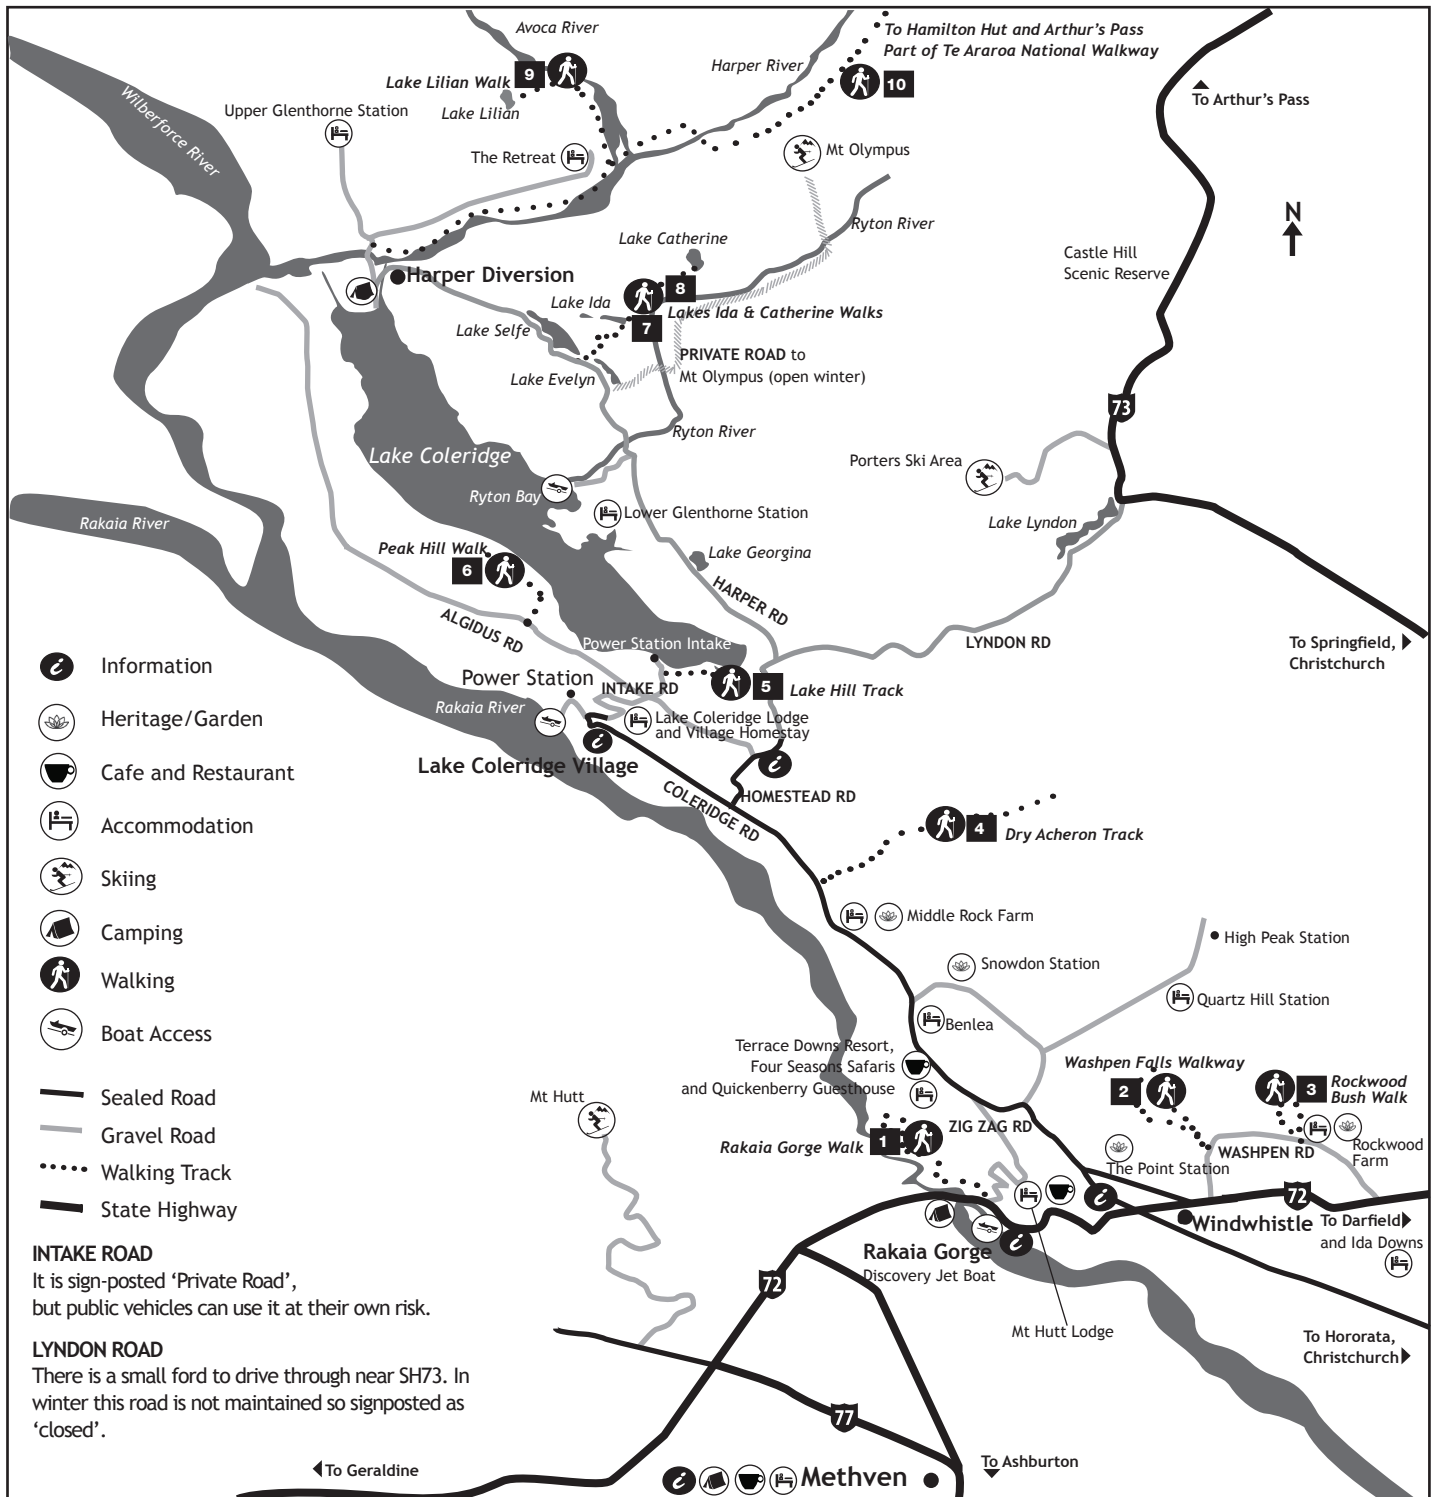 Avoca River
To Hamilton Hut and Arthur's Pass
Part of Te Araroa National Walkway
Harper River
9
Lake Lilian Walk
10
Lake Lilian
To Arthur's Pass
Wilberforce River
Upper Glenthorne Station
The Retreat
Mt Olympus
N
Ryton River
Lake Catherine
Castle Hill
Scenic Reserve
Harper Diversion
8
Lake Ida
Lakes Ida & Catherine Walks
7
Lake Selfe
PRIVATE ROAD to
Mt Olympus (open winter)
Lake Evelyn
73
Ryton River
Lake Coleridge
Porters Ski Area
Ryton Bay
Lower Glenthorne Station
Rakaia River
Lake Lyndon
Peak Hill Walk
6
Lake Georgina
HARPER RD
ALGIDUS RD
Power Station Intake
LYNDON RD
To Springfield,
Christchurch
Information
Power Station
INTAKE RD
5
Lake Hill Track
Rakaia River
Heritage/Garden
Lake Coleridge Lodge
and Village Homestay
Lake Coleridge Village
Cafe and Restaurant
HOMESTEAD RD
COLERIDGE RD
Accommodation
4
Dry Acheron Track
Skiing
Middle Rock Farm
Camping
High Peak Station
Snowdon Station
Walking
Quartz Hill Station
Benlea
Boat Access
Terrace Downs Resort,
Four Seasons Safaris
and Quickenberry Guesthouse
Washpen Falls Walkway
2
3
Rockwood
Bush Walk
Sealed Road
Mt Hutt
Gravel Road
ZIG ZAG RD
1
Rakaia Gorge Walk
Rockwood
Farm
WASHPEN RD
The Point Station
Walking Track
State Highway
72
Windwhistle
To Darfield
and Ida Downs
Rakaia Gorge
Discovery Jet Boat
INTAKE ROAD
It is sign-posted 'Private Road',
but public vehicles can use it at their own risk.
72
Mt Hutt Lodge
To Hororata,
Christchurch
LYNDON ROAD
There is a small ford to drive through near SH73. In
winter this road is not maintained so signposted as
'closed'.
77
To Geraldine
Methven
To Ashburton